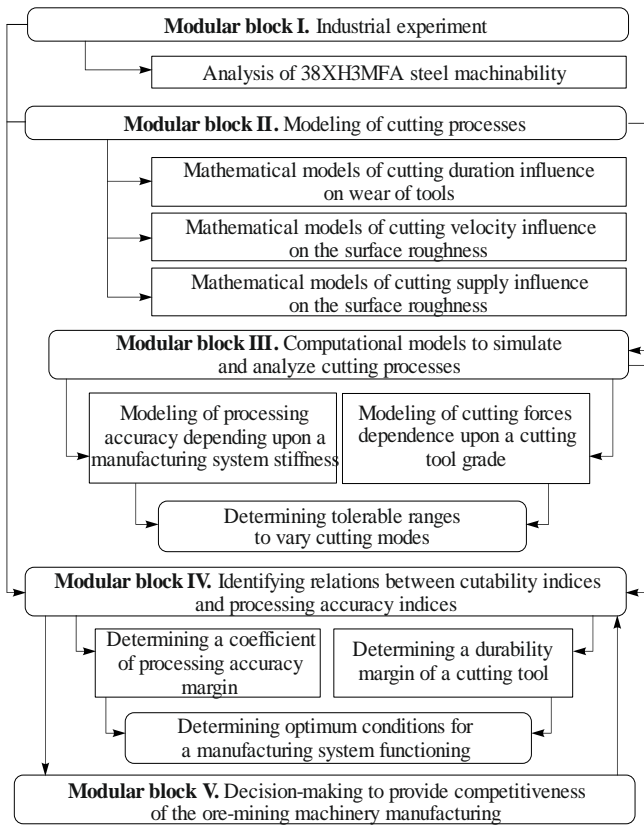 Modular block I. Industrial experiment
Analysis of 38XH3MFA steel machinability
Modular block II. Modeling of cutting processes
Mathematical models of cutting duration influence
on wear of tools
Mathematical models of cutting velocity influence
on the surface roughness
Mathematical models of cutting supply influence
on the surface roughness
Modular block III. Computational models to simulate
and analyze cutting processes
Modeling of processing
accuracy depending upon a
manufacturing system stiffness
Modeling of cutting forces
dependence upon a cutting
tool grade
Determining tolerable ranges
to vary cutting modes
Modular block IV. Identifying relations between cutability indices
and processing accuracy indices
Determining a coefficient
of processing accuracy
margin
Determining a durability
margin of a cutting tool
Determining optimum conditions for
a manufacturing system functioning
Modular block V. Decision-making to provide competitiveness
of the ore-mining machinery manufacturing